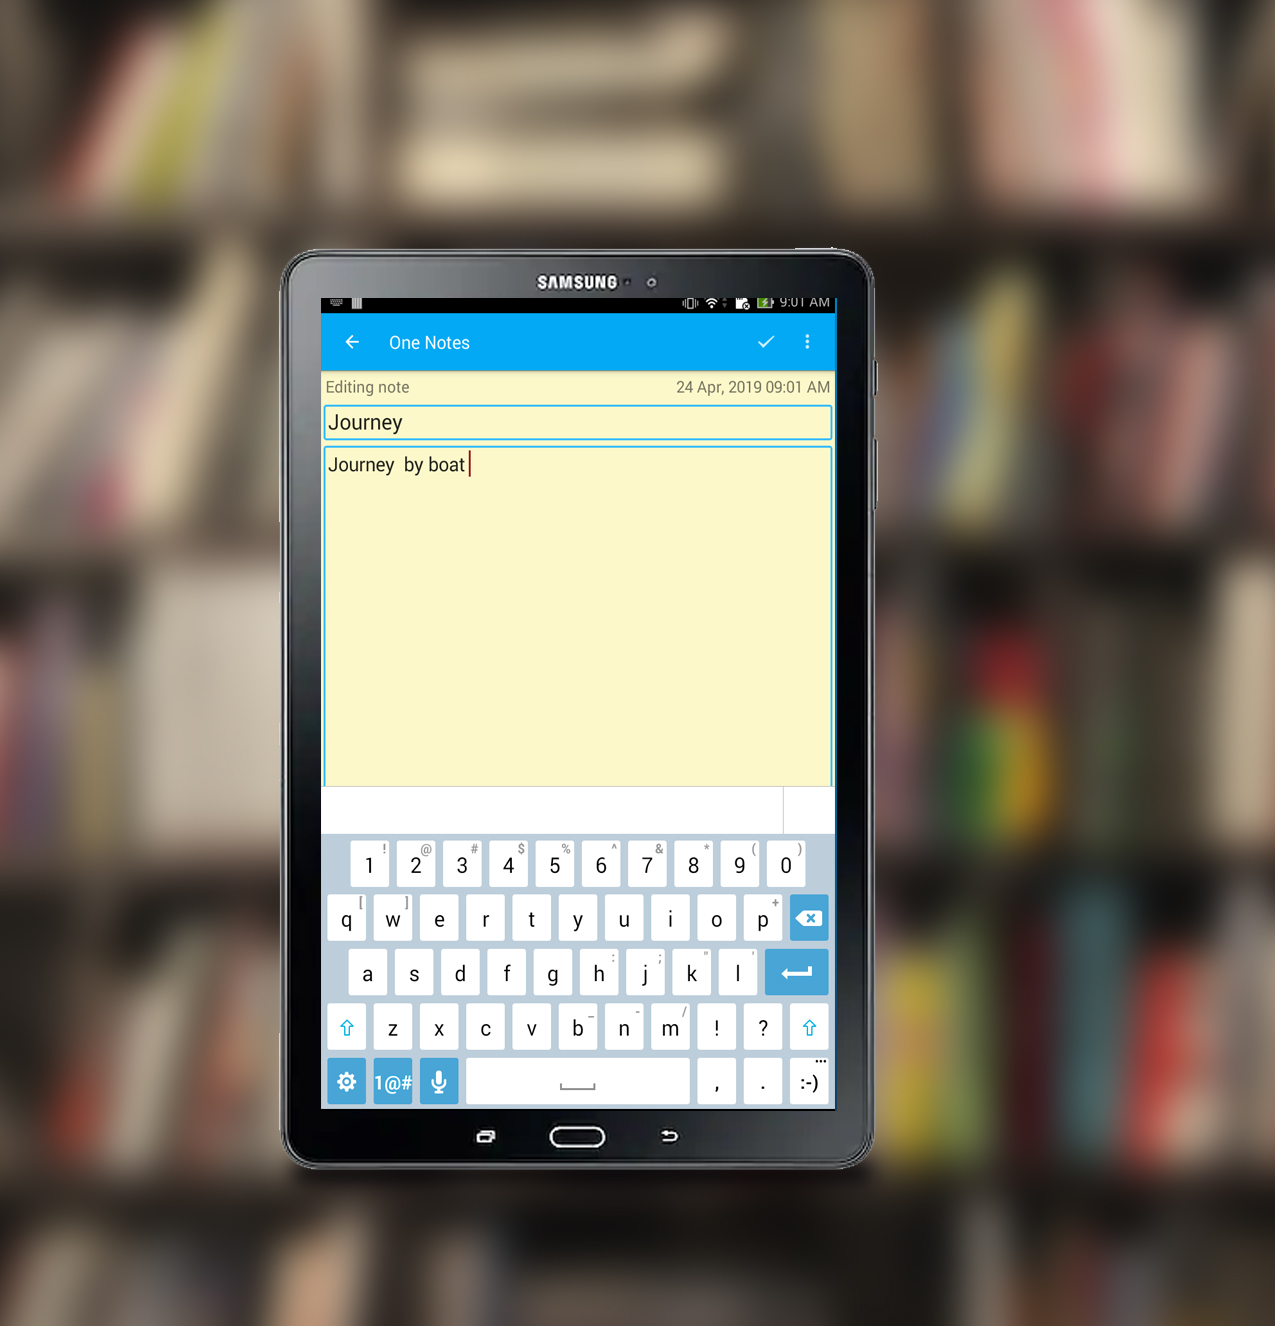 SAMSUNG
9:01 AM
One Notes
Editing note 24 Apr, 2019 09:01 AM
Journey
Journey  by boat
! @ # $ % ^ & * ( )
1 2 3 4 5 6 7 8 9 0
[ ] +
q w e r t y u i o p
: ; " '
a s d f g h j k l
_ - /
z x c v b n m ! ?
1@# , . :-)